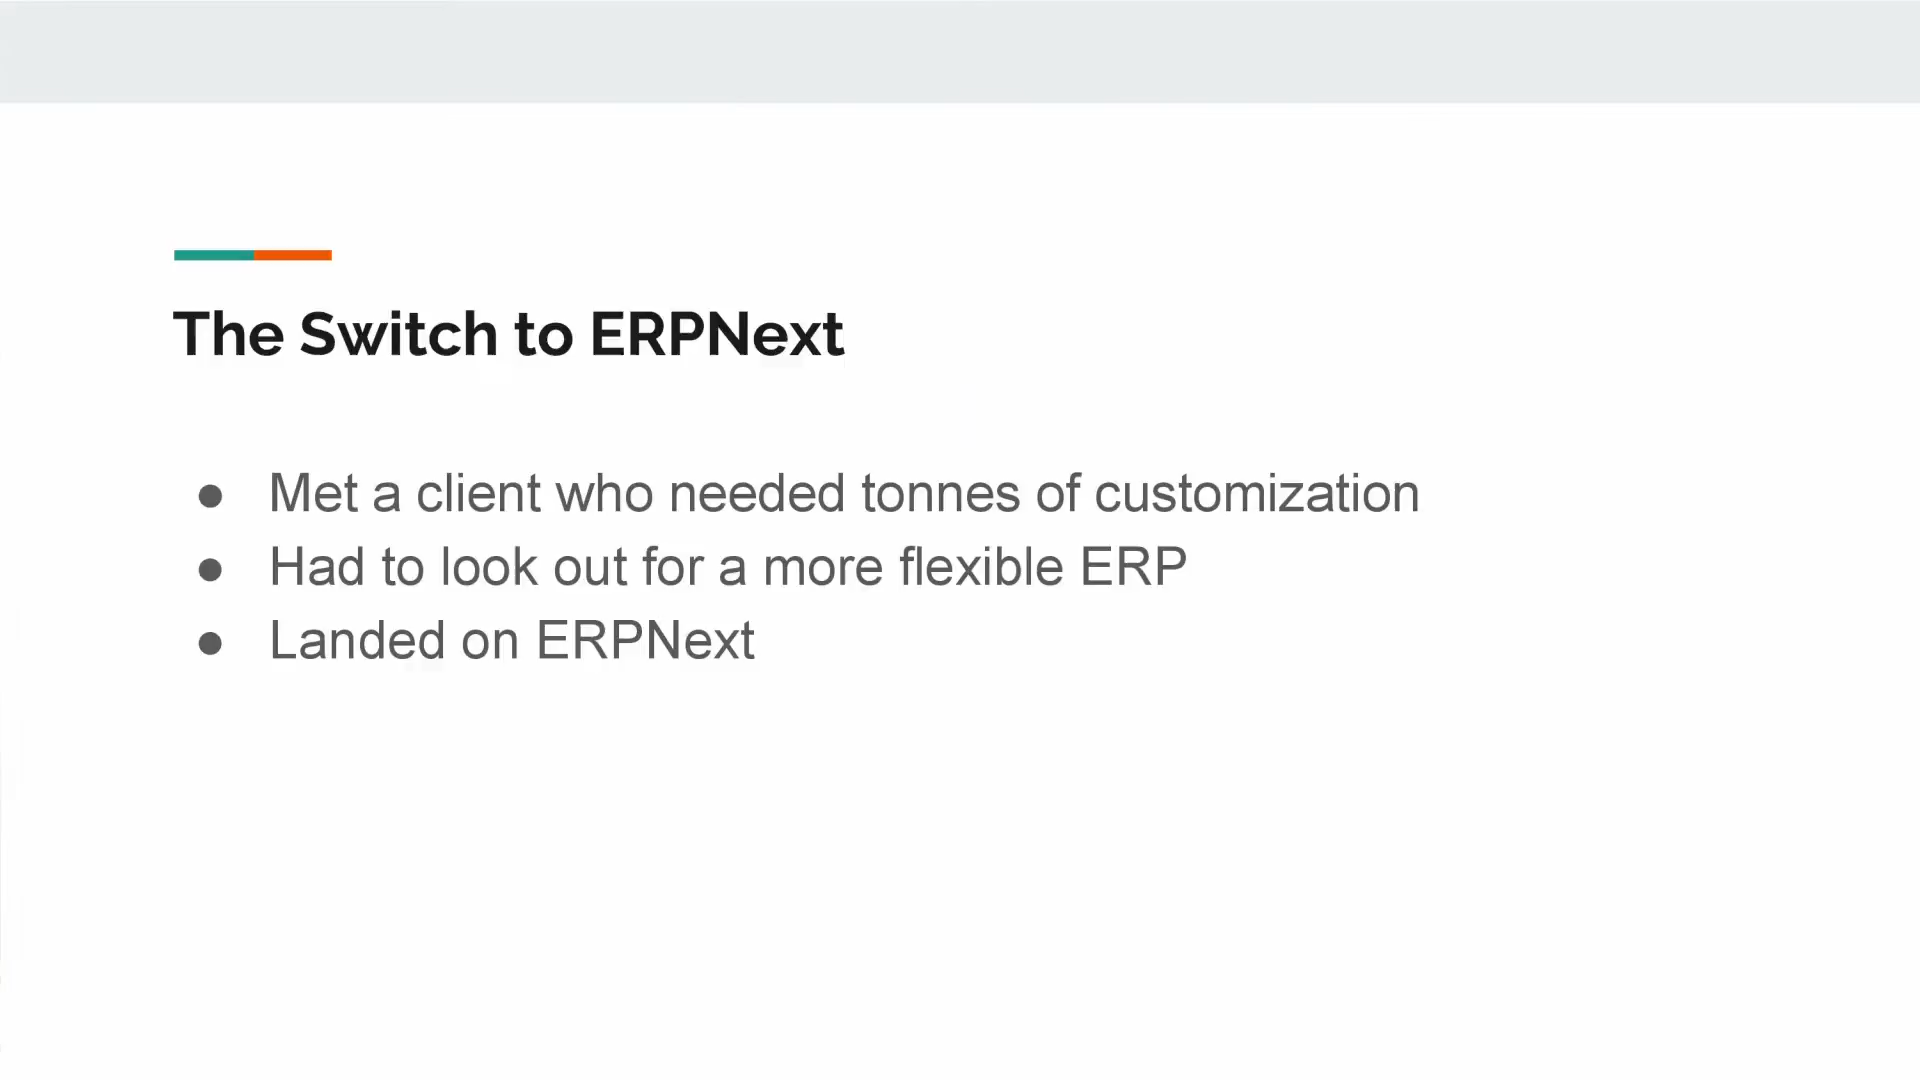 The Switch to ERPNext
● Met a client who needed tonnes of customization
● Had to look out for a more flexible ERP
● Landed on ERPNext